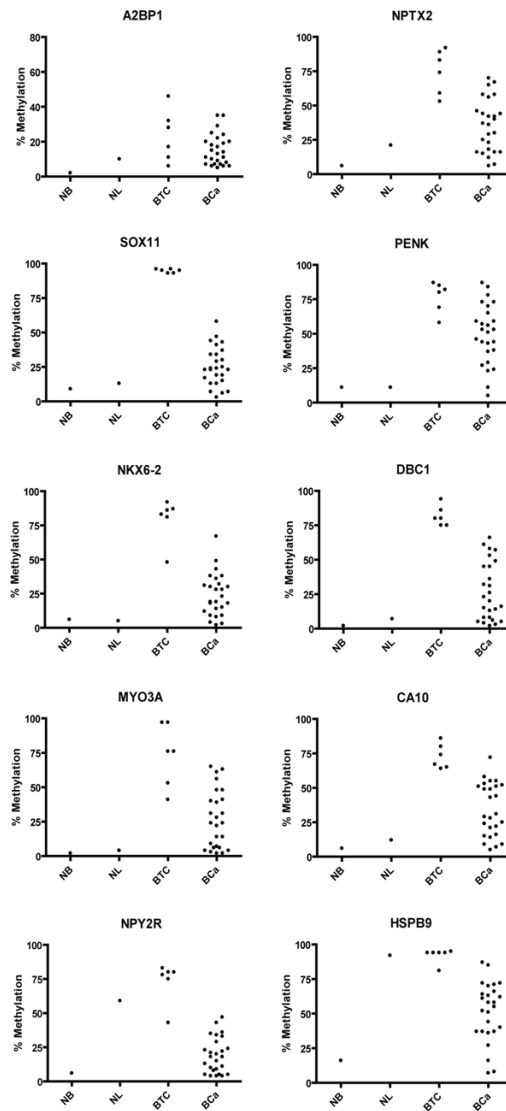 A2BP1
% Methylation
80
60
40
20
0
NB
NL
BTC
BCa
NPTX2
% Methylation
100
75
50
25
0
NB
NL
BTC
BCa
SOX11
% Methylation
100
75
50
25
0
NB
NL
BTC
BCa
PENK
% Methylation
100
75
50
25
0
NB
NL
BTC
BCa
NKX6-2
% Methylation
100
75
50
25
0
NB
NL
BTC
BCa
DBC1
% Methylation
100
75
50
25
0
NB
NL
BTC
BCa
MYO3A
% Methylation
100
75
50
25
0
NB
NL
BTC
BCa
CA10
% Methylation
100
75
50
25
0
NB
NL
BTC
BCa
NPY2R
% Methylation
100
75
50
25
0
NB
NL
BTC
BCa
HSPB9
% Methylation
100
75
50
25
0
NB
NL
BTC
BCa